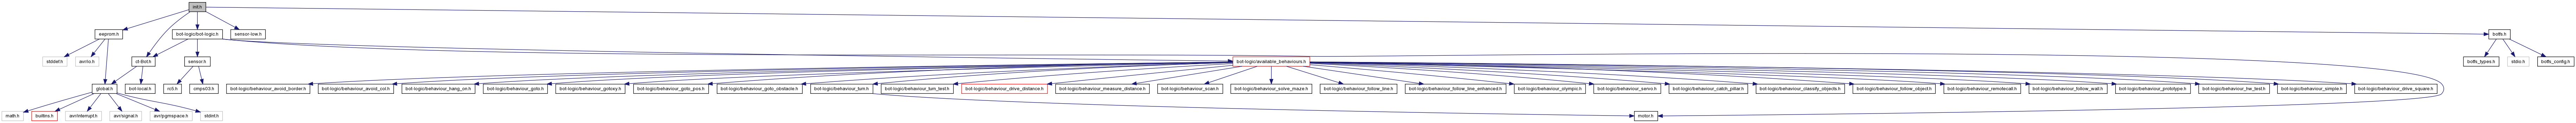 init.h
eeprom.h
bot-logic/bot-logic.h
sensor-low.h
botfs.h
stddef.h
avr/io.h
ct-Bot.h
sensor.h
bot-logic/available_behaviours.h
botfs_types.h
stdio.h
botfs_config.h
global.h
bot-local.h
rc5.h
cmps03.h
bot-logic/behaviour_avoid_border.h
bot-logic/behaviour_avoid_col.h
bot-logic/behaviour_hang_on.h
bot-logic/behaviour_goto.h
bot-logic/behaviour_gotoxy.h
bot-logic/behaviour_goto_pos.h
bot-logic/behaviour_goto_obstacle.h
bot-logic/behaviour_turn.h
bot-logic/behaviour_turn_test.h
bot-logic/behaviour_drive_distance.h
bot-logic/behaviour_measure_distance.h
bot-logic/behaviour_scan.h
bot-logic/behaviour_solve_maze.h
bot-logic/behaviour_follow_line.h
bot-logic/behaviour_follow_line_enhanced.h
bot-logic/behaviour_olympic.h
bot-logic/behaviour_servo.h
bot-logic/behaviour_catch_pillar.h
bot-logic/behaviour_classify_objects.h
bot-logic/behaviour_follow_object.h
bot-logic/behaviour_remotecall.h
bot-logic/behaviour_follow_wall.h
bot-logic/behaviour_prototype.h
bot-logic/behaviour_hw_test.h
bot-logic/behaviour_simple.h
bot-logic/behaviour_drive_square.h
math.h
builtins.h
avr/interrupt.h
avr/signal.h
avr/pgmspace.h
stdint.h
motor.h